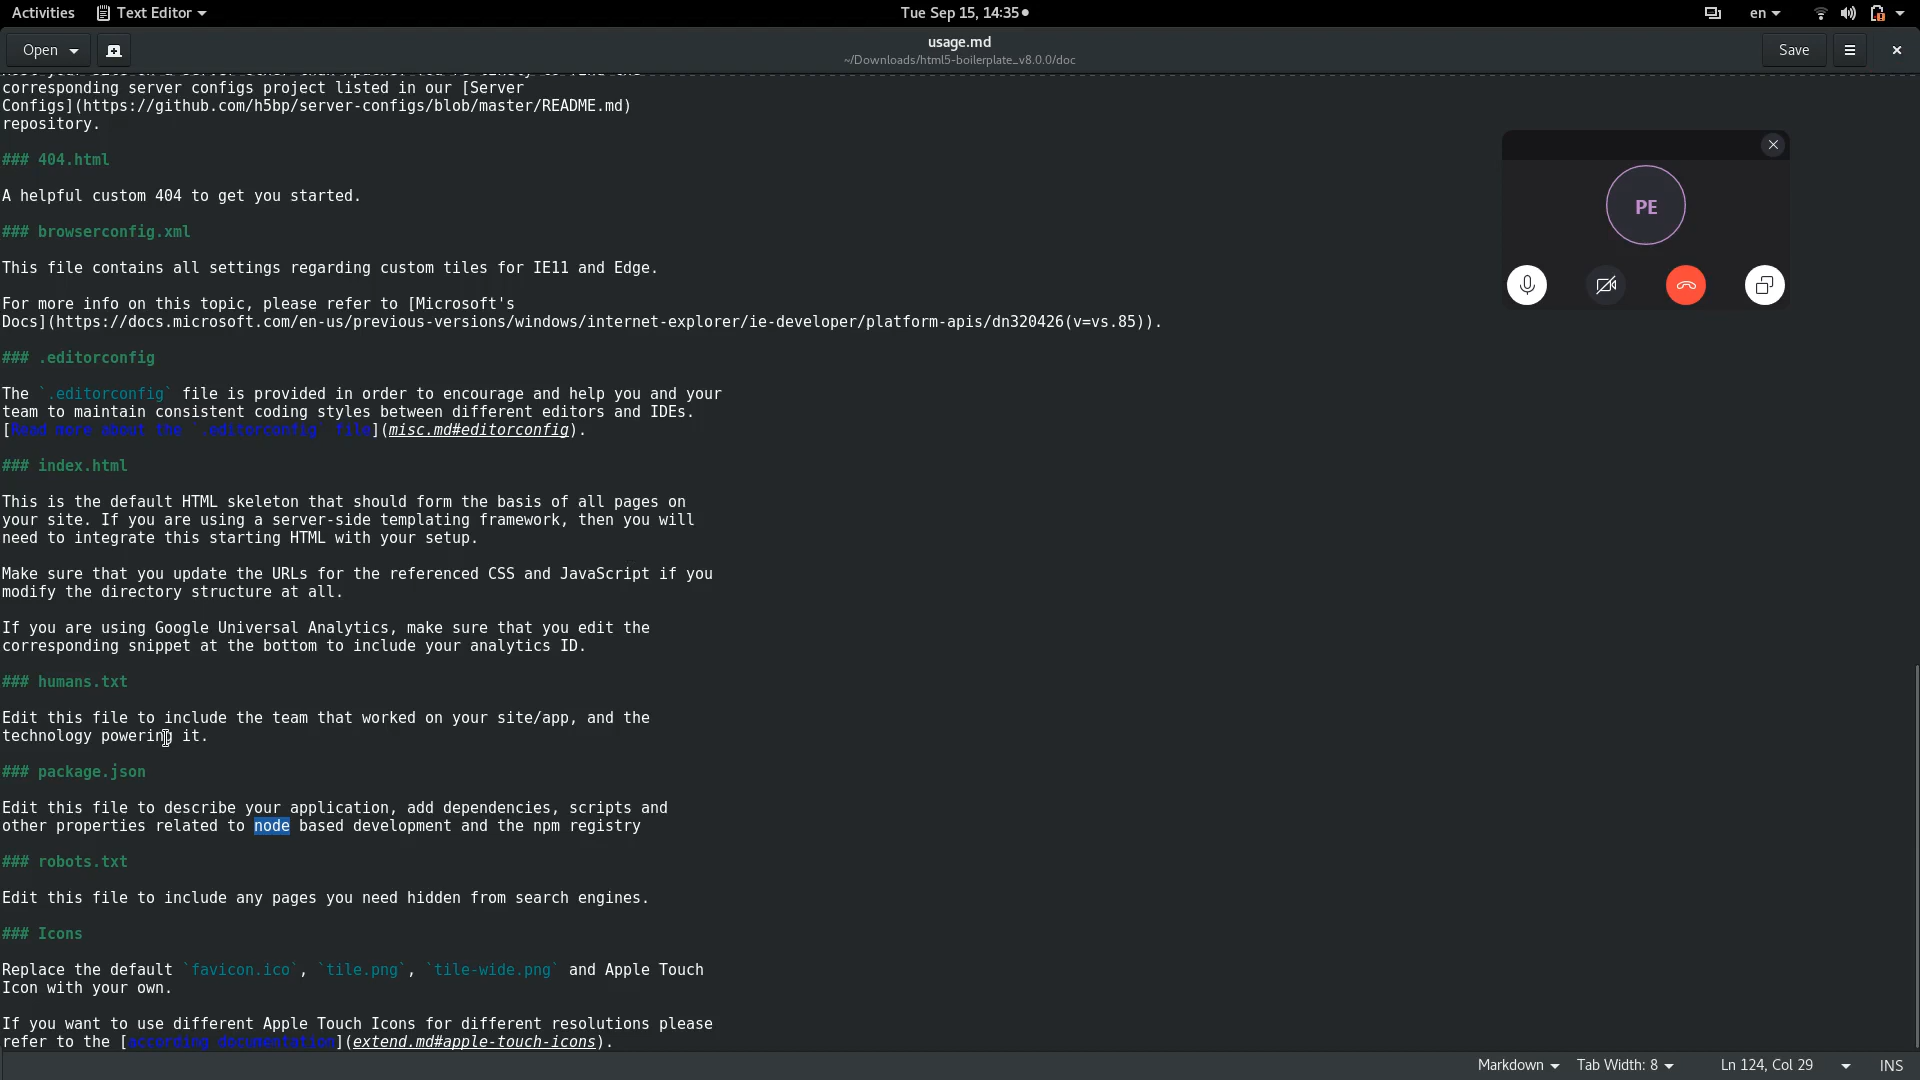 Activities
Text Editor
Tue Sep 15, 14:35
en
Open
usage.md
~/Downloads/html5-boilerplate_v8.0.0/doc
Save
corresponding server configs project listed in our [Server
Configs](https://github.com/h5bp/server-configs/blob/master/README.md)
repository.
### 404.html
A helpful custom 404 to get you started.
### browserconfig.xml
This file contains all settings regarding custom tiles for IE11 and Edge.
For more info on this topic, please refer to [Microsoft's
Docs](https://docs.microsoft.com/en-us/previous-versions/windows/internet-explorer/ie-developer/platform-apis/dn320426(v=vs.85)).
### .editorconfig
The `.editorconfig` file is provided in order to encourage and help you and your
team to maintain consistent coding styles between different editors and IDEs.
[Read more about the `.editorconfig` file](misc.md#editorconfig).
### index.html
This is the default HTML skeleton that should form the basis of all pages on
your site. If you are using a server-side templating framework, then you will
need to integrate this starting HTML with your setup.
Make sure that you update the URLs for the referenced CSS and JavaScript if you
modify the directory structure at all.
If you are using Google Universal Analytics, make sure that you edit the
corresponding snippet at the bottom to include your analytics ID.
### humans.txt
Edit this file to include the team that worked on your site/app, and the
technology powering it.
### package.json
Edit this file to describe your application, add dependencies, scripts and
other properties related to node based development and the npm registry
### robots.txt
Edit this file to include any pages you need hidden from search engines.
### Icons
Replace the default `favicon.ico`, `tile.png`, `tile-wide.png` and Apple Touch
Icon with your own.
If you want to use different Apple Touch Icons for different resolutions please
refer to the [according documentation](extend.md#apple-touch-icons).
PE
Markdown
Tab Width: 8
Ln 124, Col 29
INS